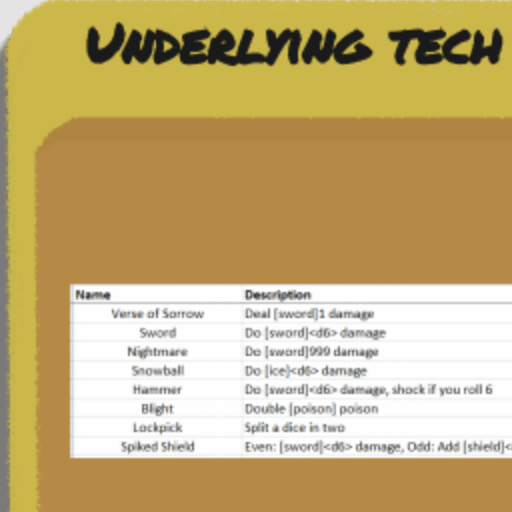 UNDERLYING TECH
Name Description
Verse of Sorrow Deal [sword]1 damage
Sword Do [sword]<d6> damage
Nightmare Do [sword]999 damage
Snowball Do [ice]<d6> damage
Hammer Do [sword]<d6> damage, shock if you roll 6
Blight Double [poison] poison
Lockpick Split a dice in two
Spiked Shield Even: [sword]<d6> damage, Odd: Add [shield]<